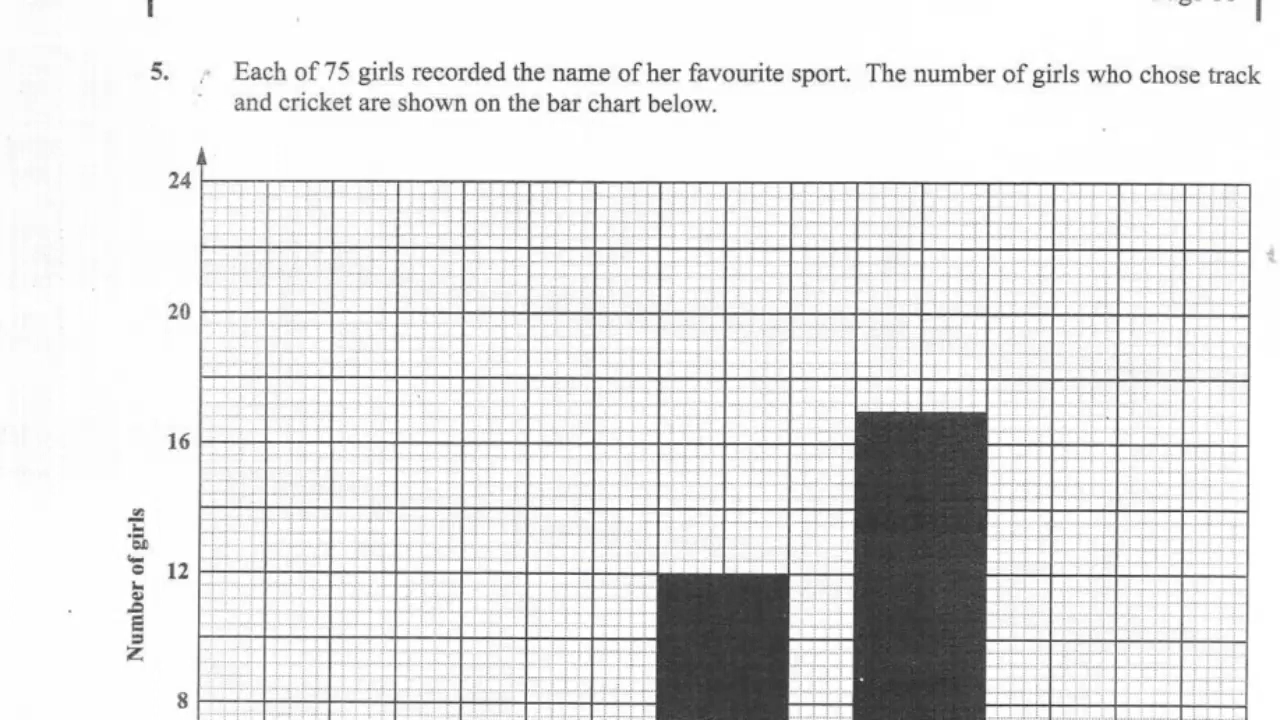 5. Each of 75 girls recorded the name of her favourite sport. The number of girls who chose track
and cricket are shown on the bar chart below.
24
20
16
Number of girls
12
8